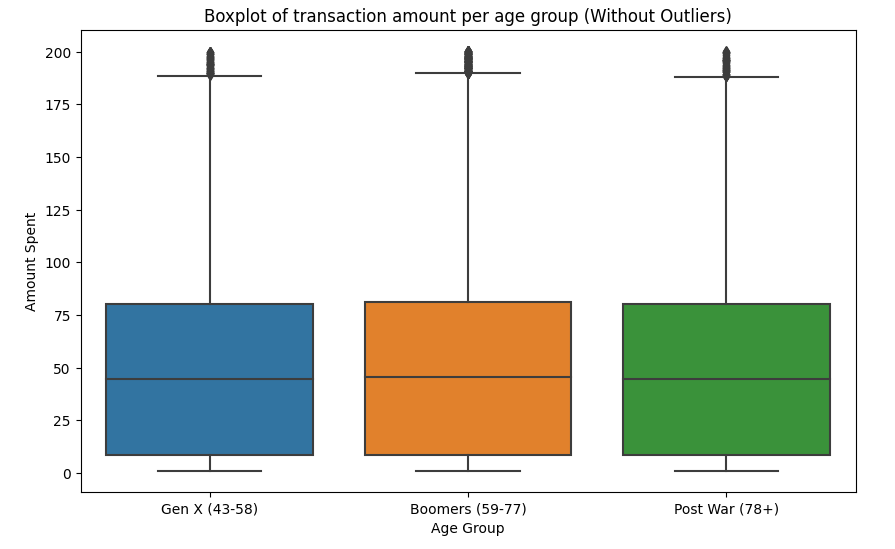 Boxplot of transaction amount per age group (Without Outliers)
Amount Spent
200
175
150
125
100
75
50
25
0
Gen X (43-58) Boomers (59-77) Post War (78+)
Age Group